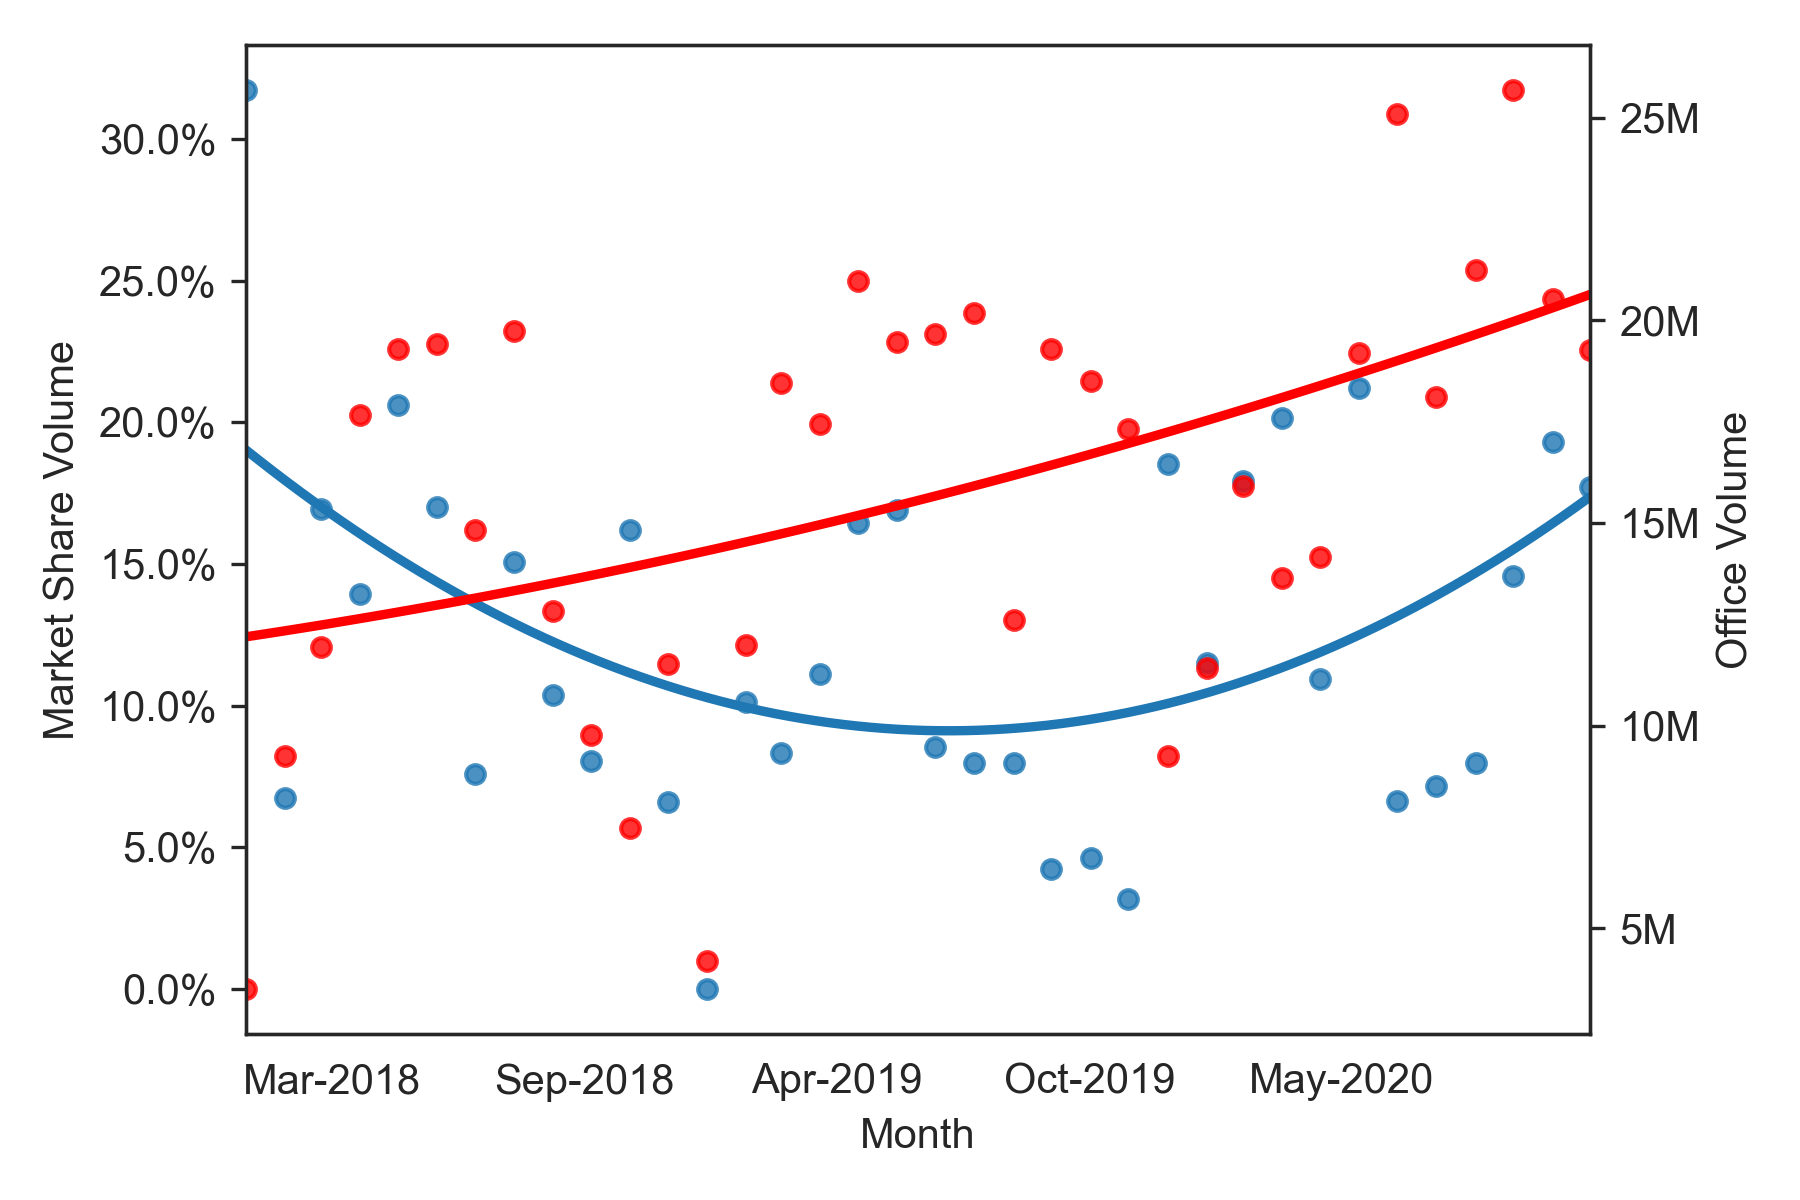 30.0%
25.0%
20.0%
15.0%
10.0%
5.0%
0.0%
Market Share Volume
25M
20M
15M
10M
5M
Office Volume
Mar-2018 Sep-2018 Apr-2019 Oct-2019 May-2020
Month